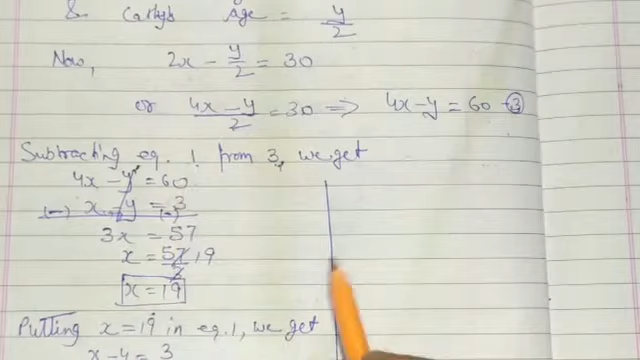 & Cathy's Age = y/2
Now, 2x - y/2 = 30
or 4x - y/2 = 30 ⇒ 4x - y = 60 - ③
Subtracting eq. 1 from 3, we get
4x - y = 60
(-) x - y = 3
3x = 57
x = 57/3 19
x = 19
Putting x = 19 in eq. 1, we get
x - y = 3